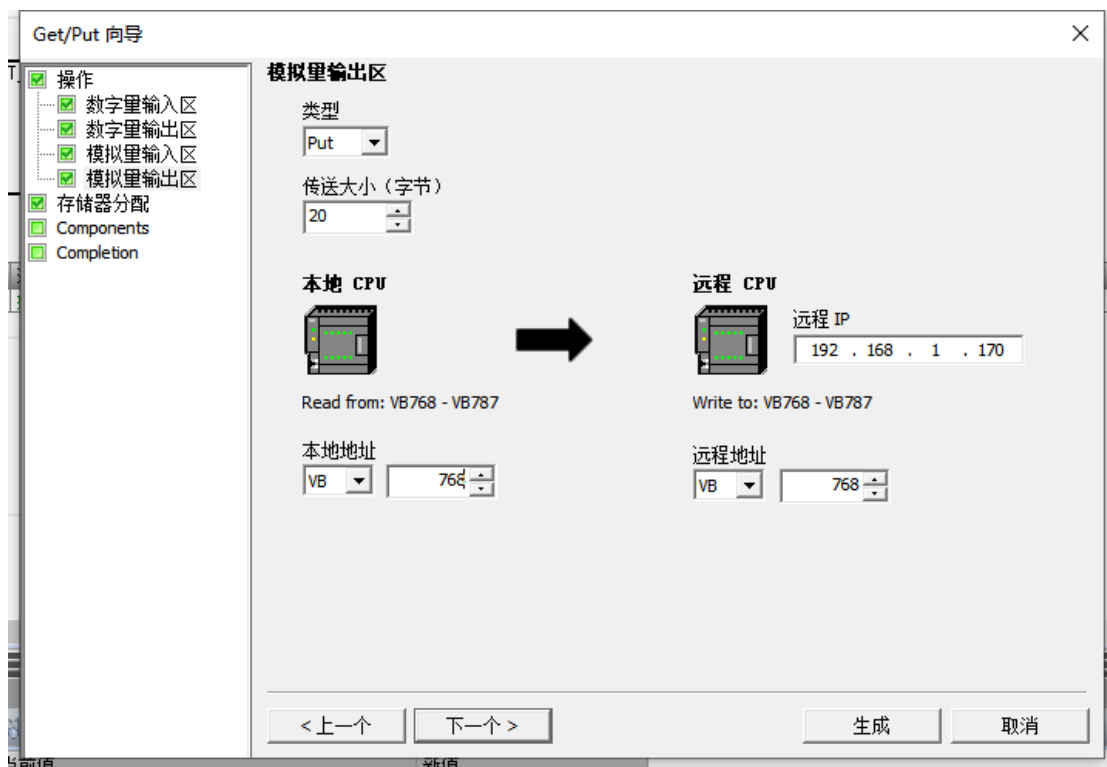 Get/Put 向导
操作
数字量输入区
数字量输出区
模拟量输入区
模拟量输出区
存储器分配
Components
Completion
模拟量输出区
类型
Put
传送大小（字节）
20
本地 CPU
远程 CPU
远程 IP
192 . 168 . 1 . 170
Read from: VB768 - VB787
Write to: VB768 - VB787
本地地址
远程地址
VB 768
VB 768
<上一个
下一个 >
生成
取消
当前值
新值